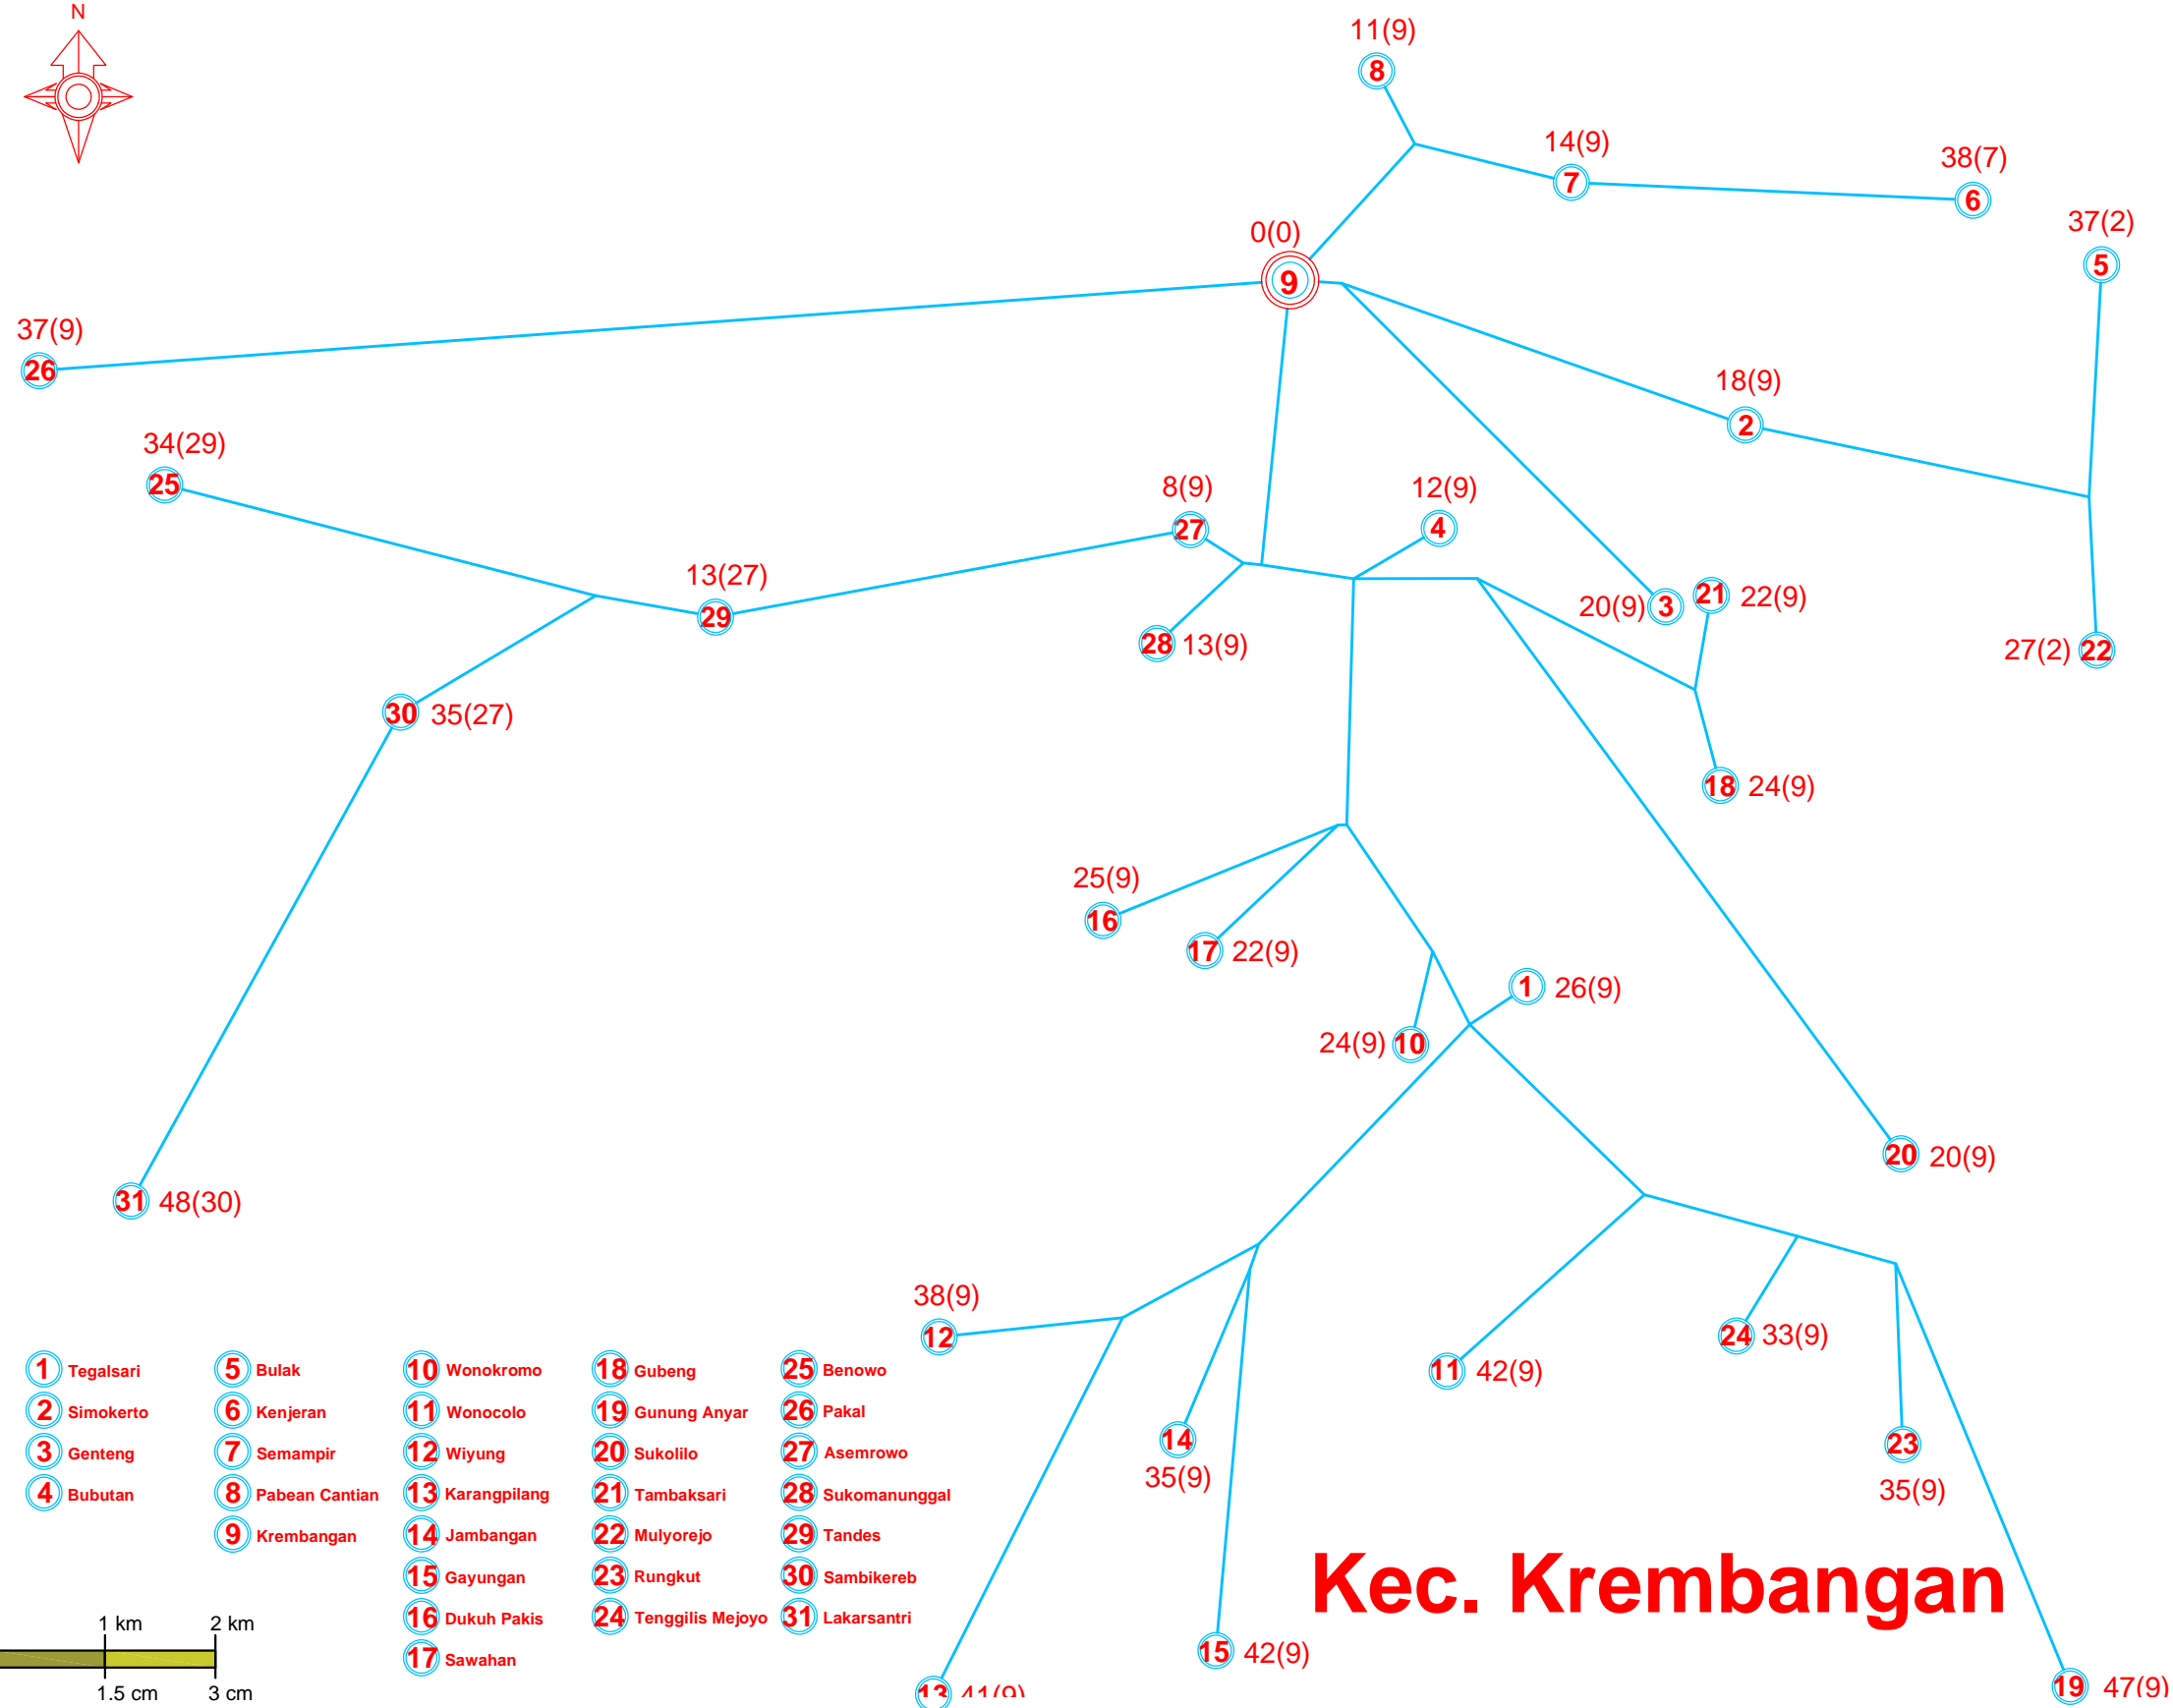 N
11(9)
8
14(9)
7
38(7)
6
0(0)
9
37(2)
5
37(9)
26
18(9)
2
34(29)
25
8(9)
27
12(9)
4
13(27)
29
20(9) 3
21 22(9)
28 13(9)
27(2) 22
30 35(27)
18 24(9)
25(9)
16
17 22(9)
1 26(9)
24(9) 10
20 20(9)
31 48(30)
38(9)
12
24 33(9)
11 42(9)
14
35(9)
23
35(9)
15 42(9)
13 41(9)
19 47(9)
1 Tegalsari
2 Simokerto
3 Genteng
4 Bubutan
5 Bulak
6 Kenjeran
7 Semampir
8 Pabean Cantian
9 Krembangan
10 Wonokromo
11 Wonocolo
12 Wiyung
13 Karangpilang
14 Jambangan
15 Gayungan
16 Dukuh Pakis
17 Sawahan
18 Gubeng
19 Gunung Anyar
20 Sukolilo
21 Tambaksari
22 Mulyorejo
23 Rungkut
24 Tenggilis Mejoyo
25 Benowo
26 Pakal
27 Asemrowo
28 Sukomanunggal
29 Tandes
30 Sambikereb
31 Lakarsantri
Kec. Krembangan
1 km 2 km
1.5 cm 3 cm